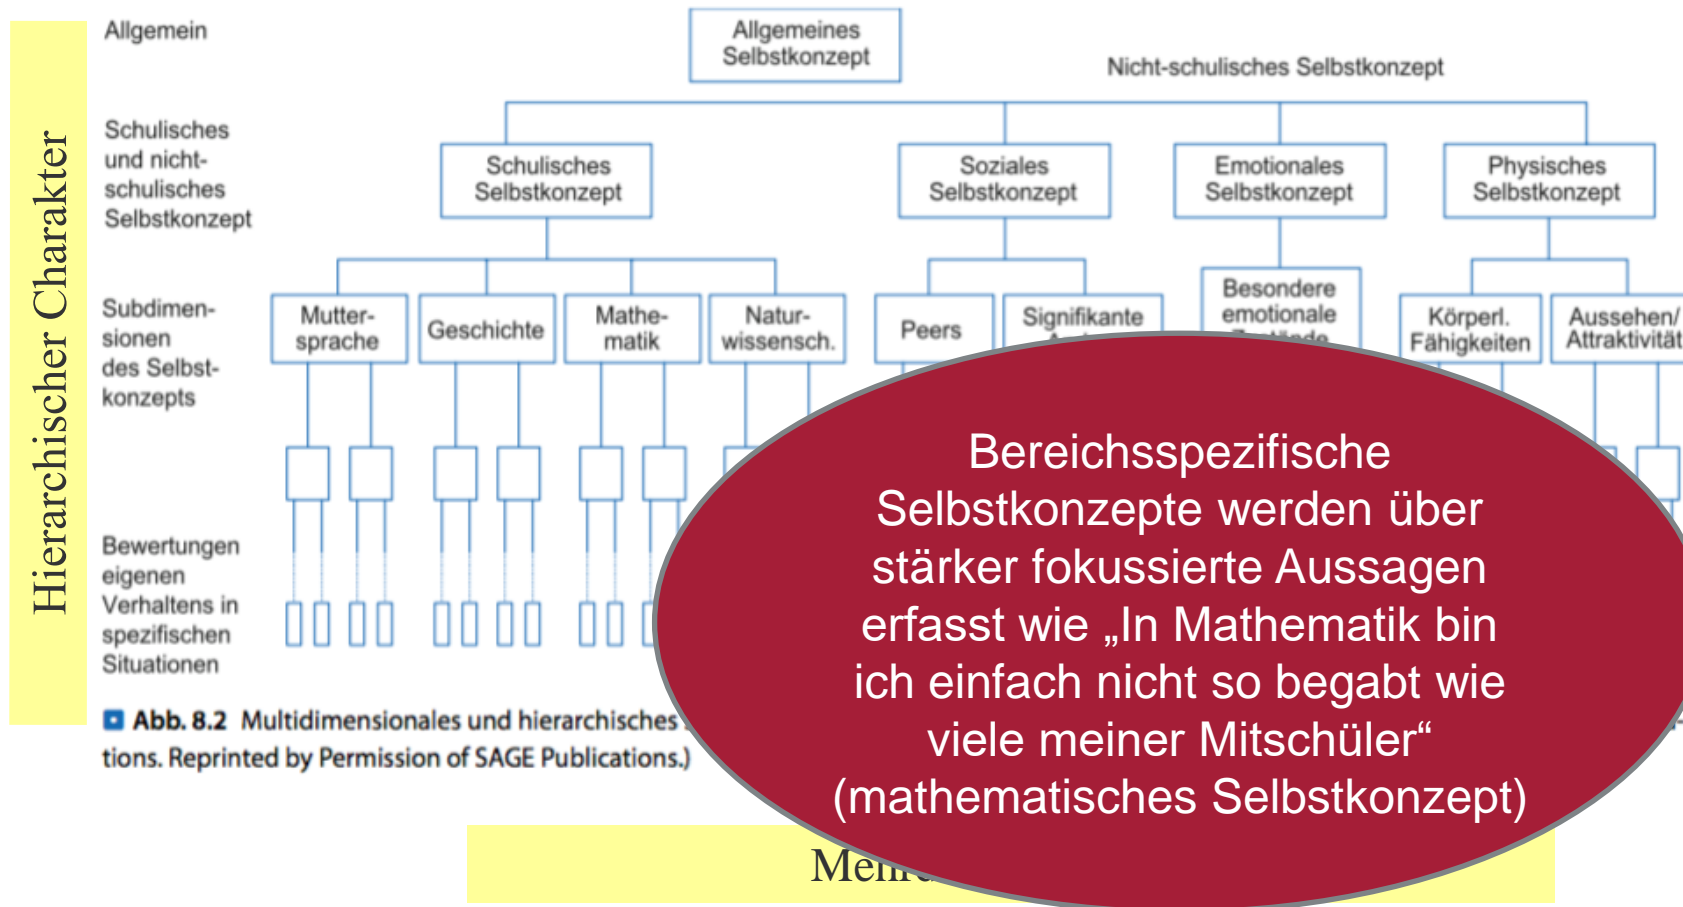 Hierarchischer Charakter
Allgemein
Allgemeines
Selbstkonzept
Nicht-schulisches Selbstkonzept
Schulisches
und nicht-
schulisches
Selbstkonzept
Schulisches
Selbstkonzept
Soziales
Selbstkonzept
Emotionales
Selbstkonzept
Physisches
Selbstkonzept
Subdimen-
sionen
des Selbst-
konzepts
Mutter-
sprache
Geschichte
Mathe-
matik
Natur-
wissensch.
Peers
Signifikante
Besondere
emotionale
Zustände
Körperl.
Fähigkeiten
Aussehen/
Attraktivität
Bewertungen
eigenen
Verhaltens in
spezifischen
Situationen
Bereichsspezifische
Selbstkonzepte werden über
stärker fokussierte Aussagen
erfasst wie „In Mathematik bin
ich einfach nicht so begabt wie
viele meiner Mitschüler“
(mathematisches Selbstkonzept)
Abb. 8.2 Multidimensionales und hierarchisches
tions. Reprinted by Permission of SAGE Publications.)